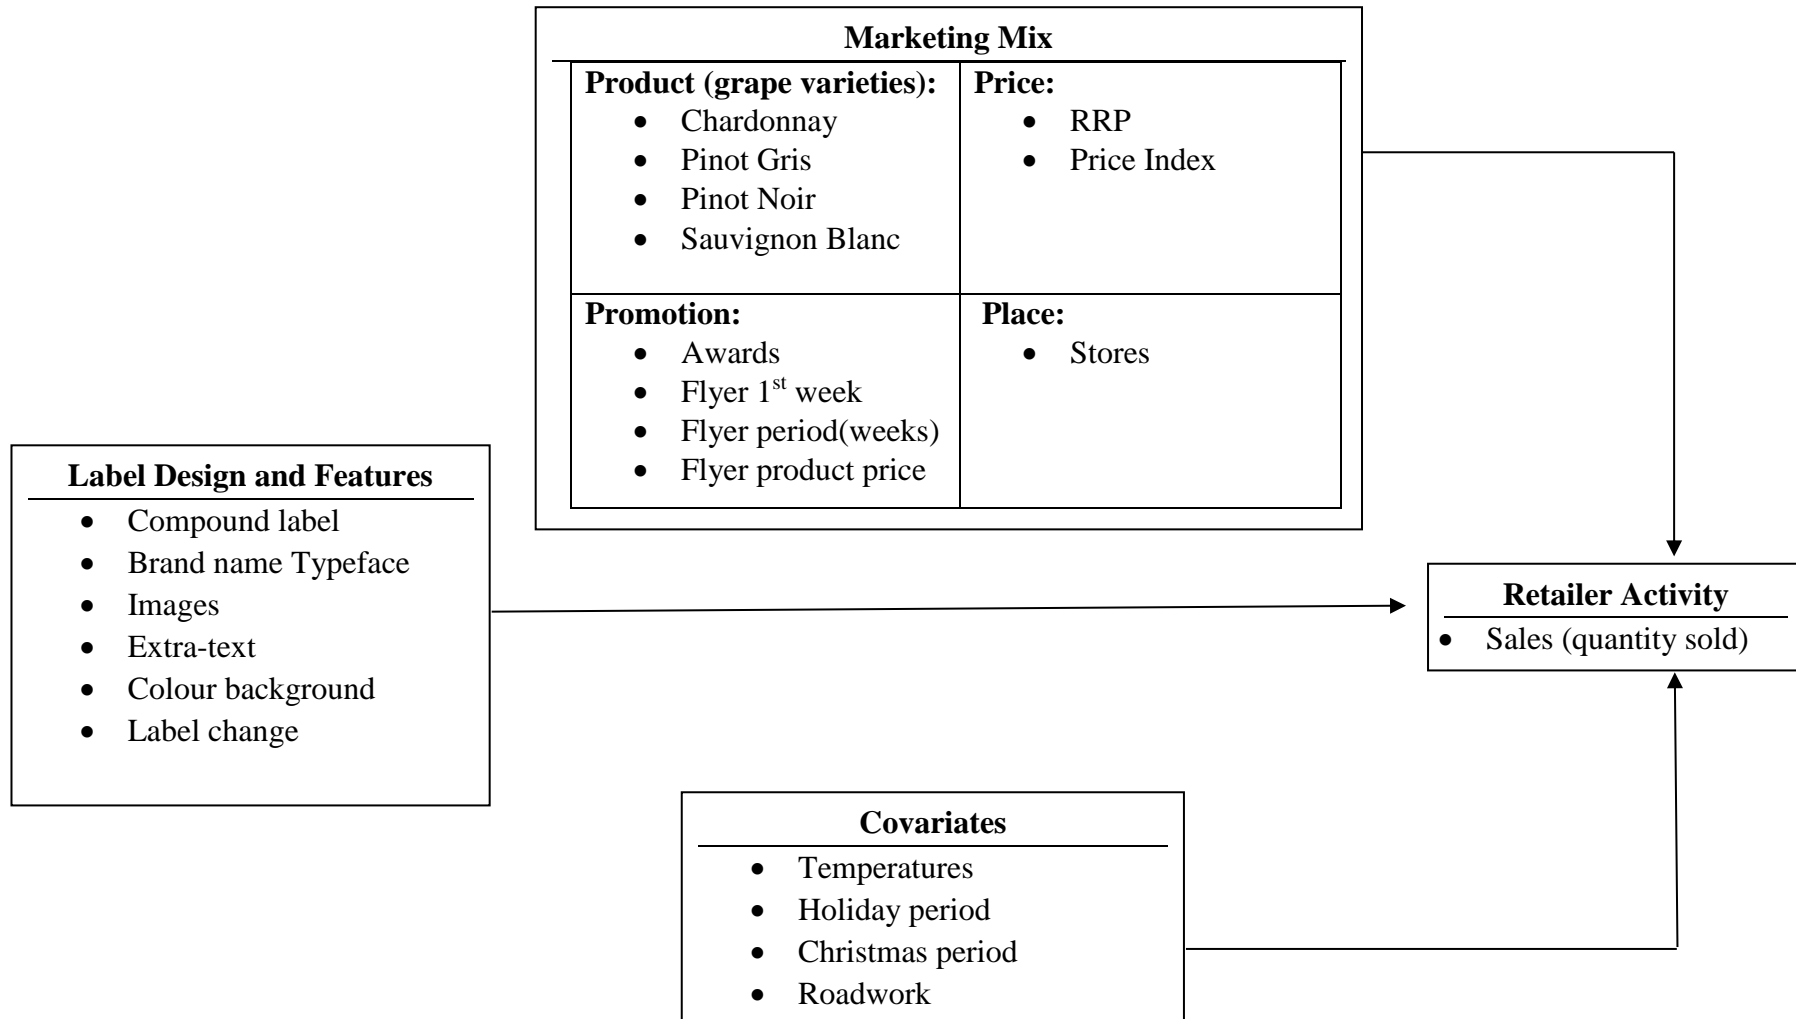 Marketing Mix
Product (grape varieties):
• Chardonnay
• Pinot Gris
• Pinot Noir
• Sauvignon Blanc
Price:
• RRP
• Price Index
Promotion:
• Awards
• Flyer 1st week
• Flyer period(weeks)
• Flyer product price
Place:
• Stores
Label Design and Features
• Compound label
• Brand name Typeface
• Images
• Extra-text
• Colour background
• Label change
Retailer Activity
• Sales (quantity sold)
Covariates
• Temperatures
• Holiday period
• Christmas period
• Roadwork